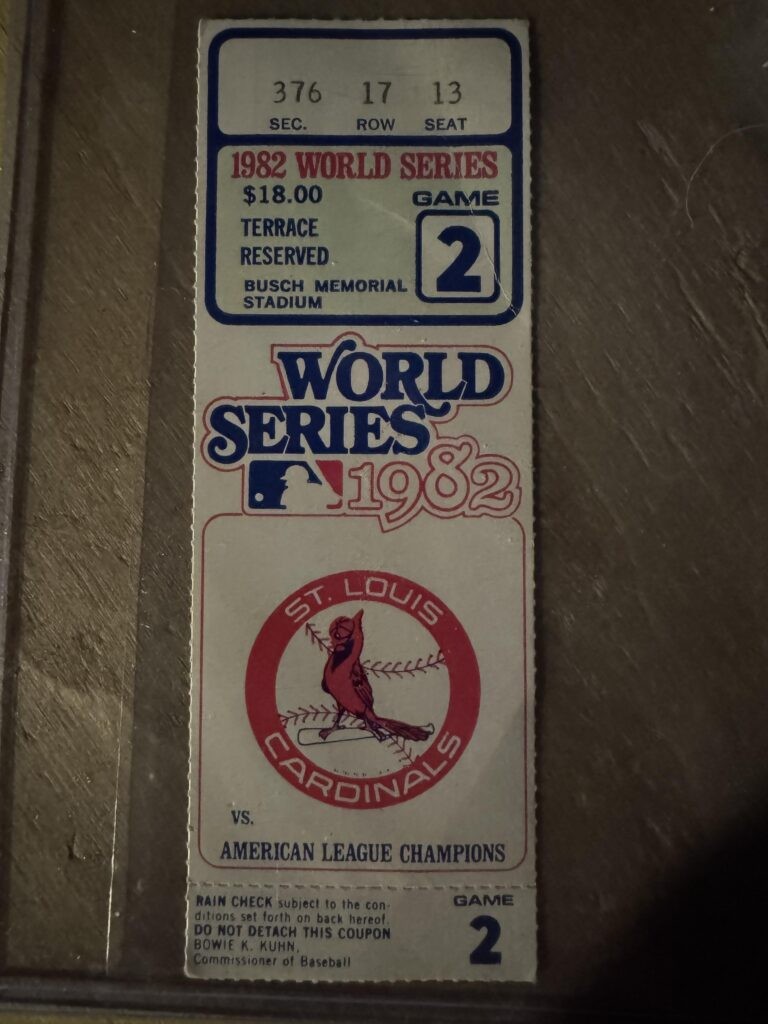 376 17 13
SEC. ROW SEAT
1982 WORLD SERIES
$18.00
GAME
2
TERRACE
RESERVED
BUSCH MEMORIAL
STADIUM
WORLD
SERIES
1982
ST. LOUIS
CARDINALS
VS.
AMERICAN LEAGUE CHAMPIONS
RAIN CHECK subject to the con-
ditions set forth on back hereof.
DO NOT DETACH THIS COUPON
BOWIE K. KUHN,
Commissioner of Baseball
GAME
2